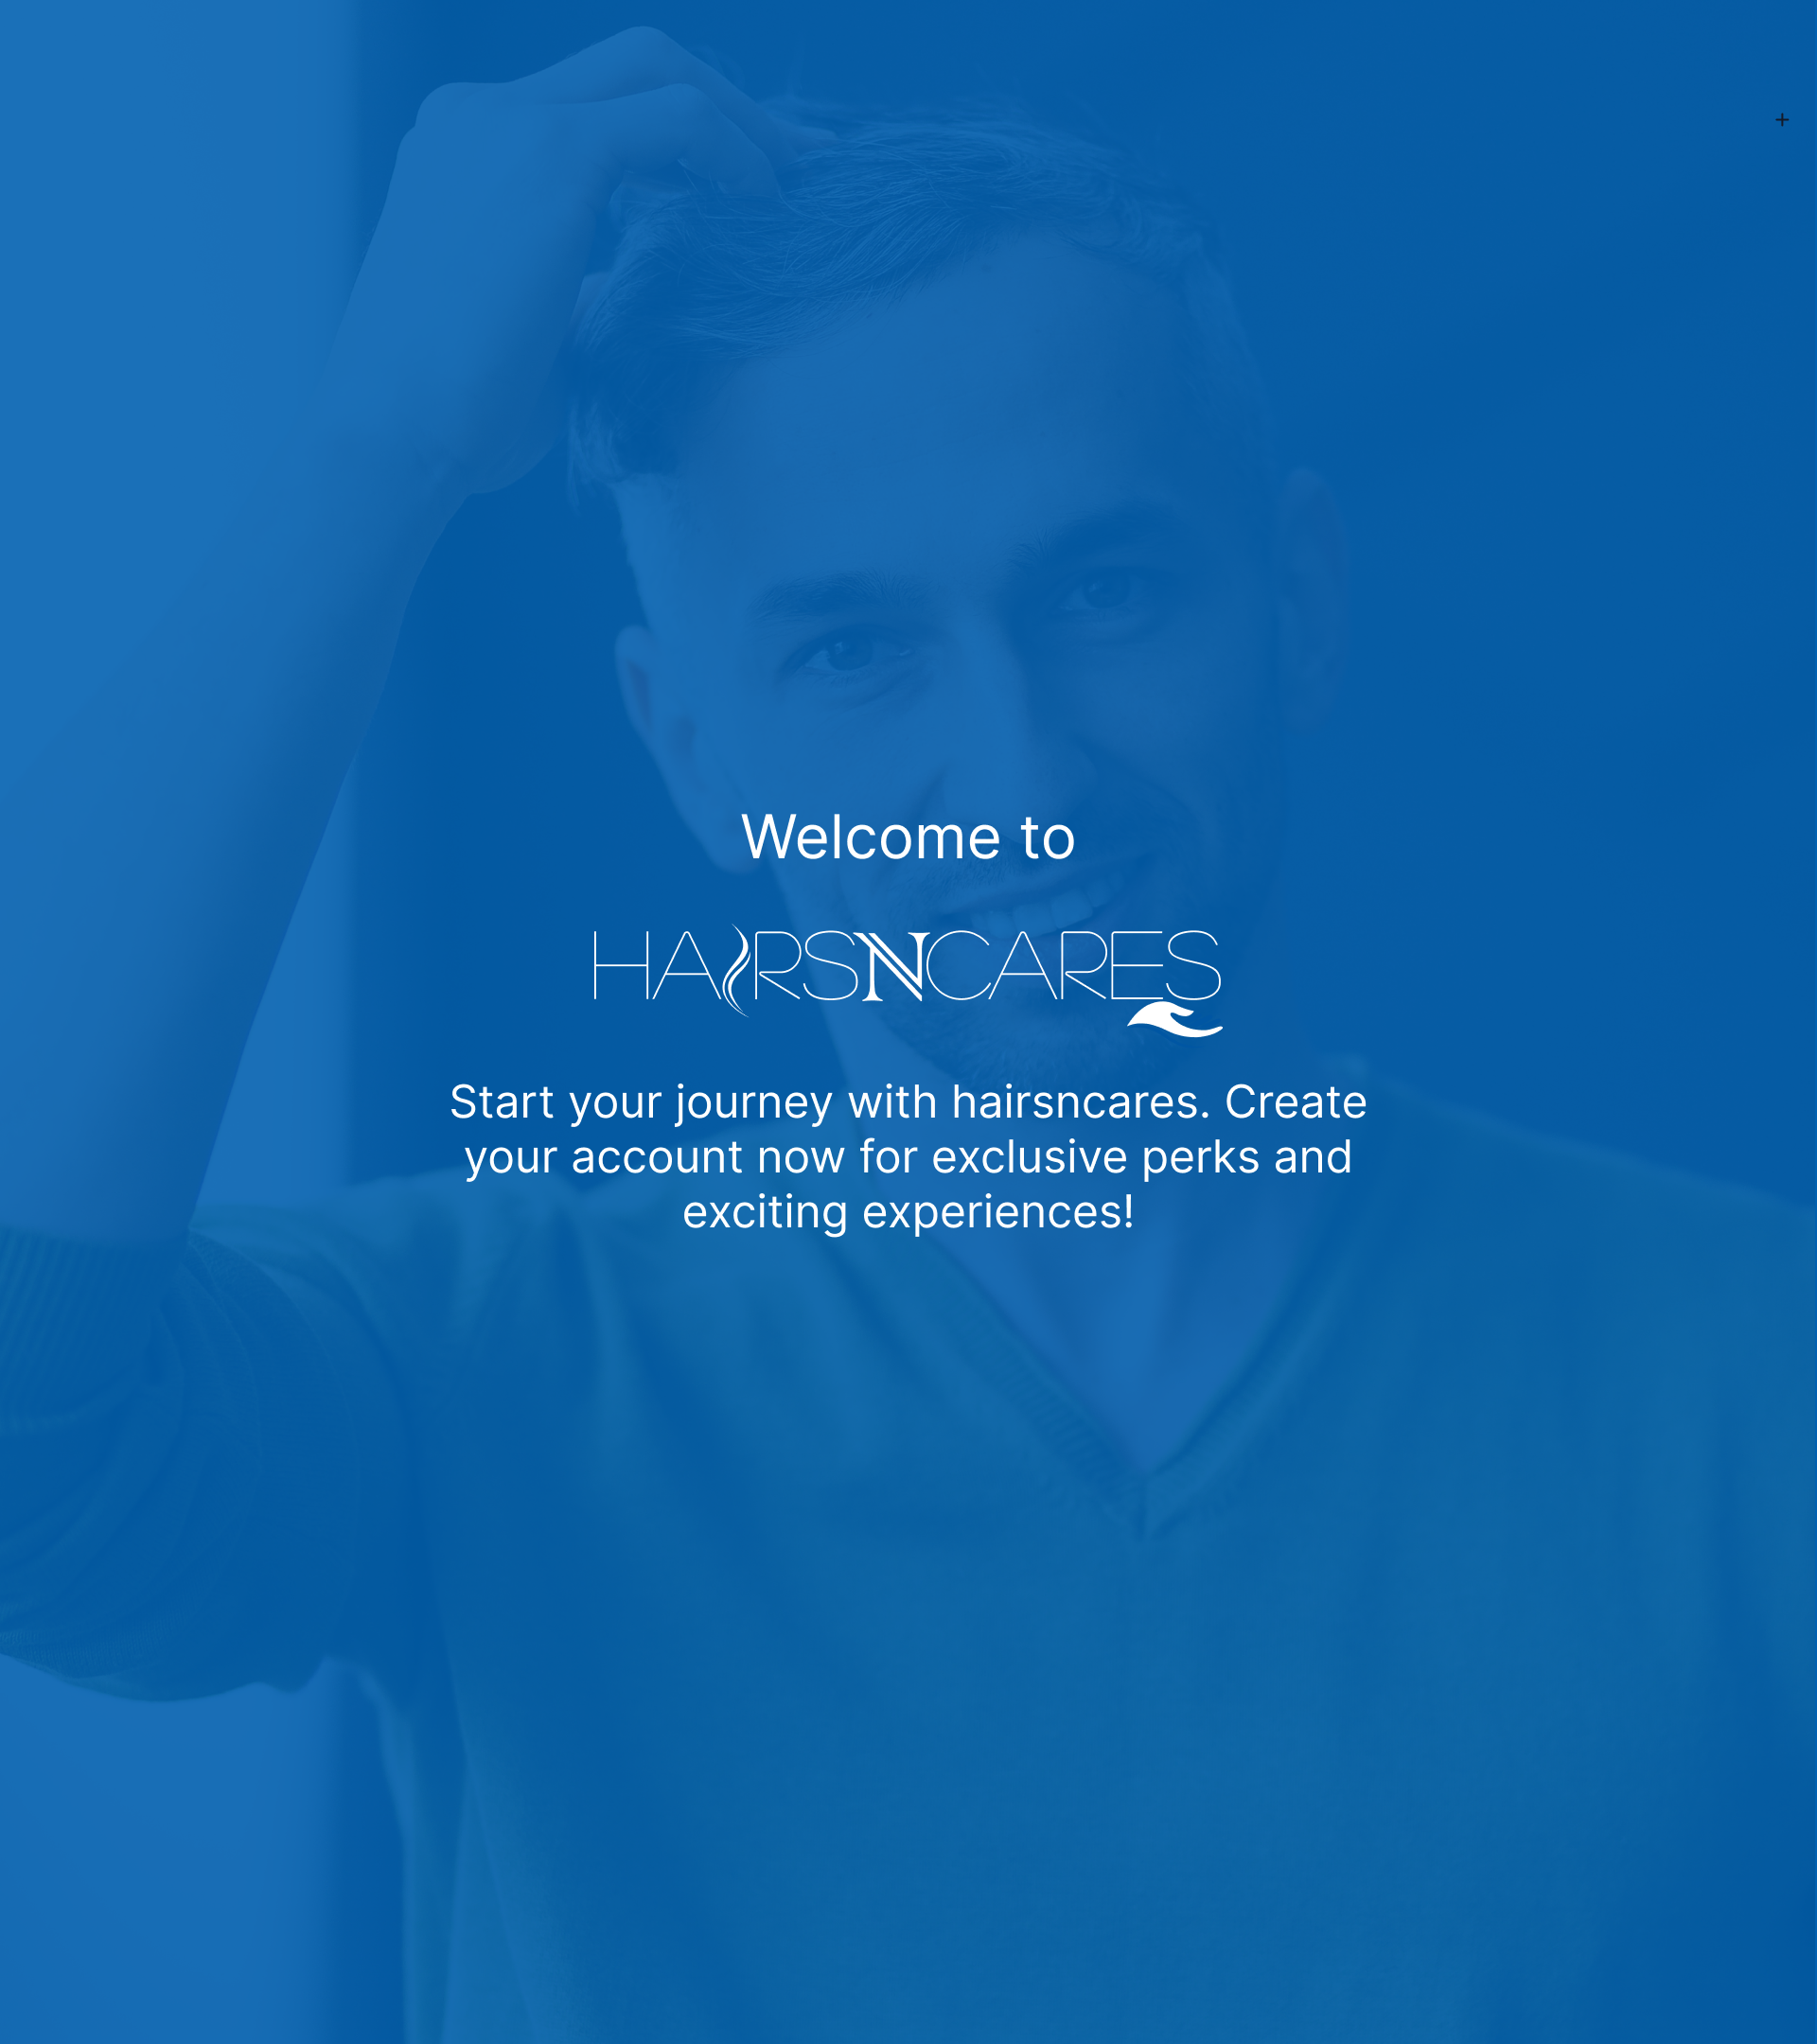 Welcome to
HAIRSNCARES
Start your journey with hairsncares. Create
your account now for exclusive perks and
exciting experiences!